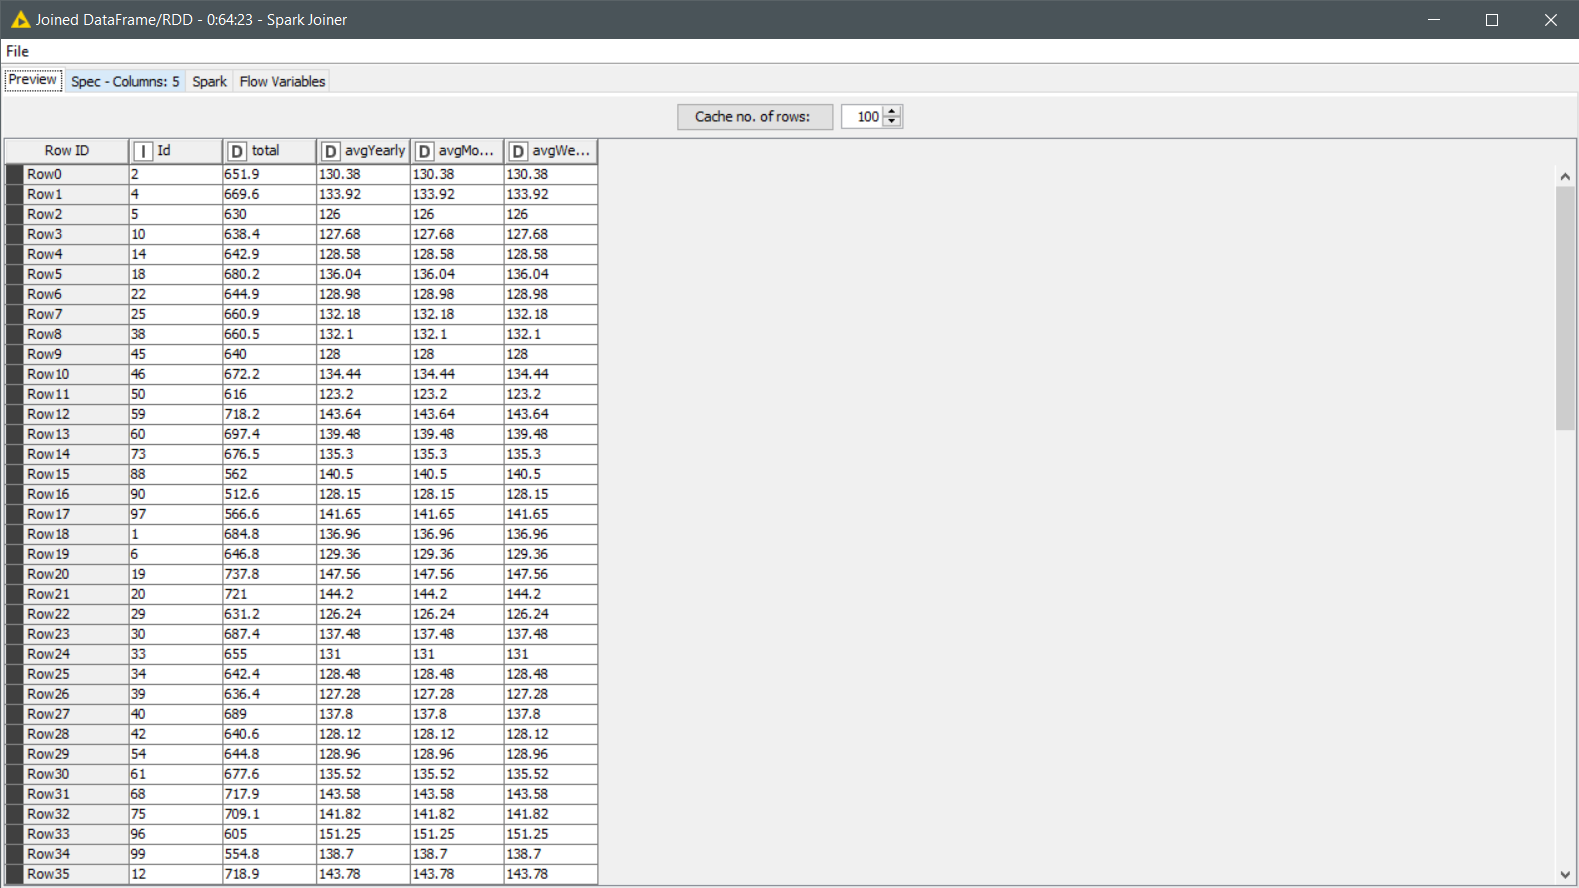 Joined DataFrame/RDD - 0:64:23 - Spark Joiner
File
Preview Spec - Columns: 5 Spark Flow Variables
Cache no. of rows: 100
Row ID I Id D total D avgYearly D avgMo... D avgWe...
Row0 2 651.9 130.38 130.38 130.38
Row1 4 669.6 133.92 133.92 133.92
Row2 5 630 126 126 126
Row3 10 638.4 127.68 127.68 127.68
Row4 14 642.9 128.58 128.58 128.58
Row5 18 680.2 136.04 136.04 136.04
Row6 22 644.9 128.98 128.98 128.98
Row7 25 660.9 132.18 132.18 132.18
Row8 38 660.5 132.1 132.1 132.1
Row9 45 640 128 128 128
Row10 46 672.2 134.44 134.44 134.44
Row11 50 616 123.2 123.2 123.2
Row12 59 718.2 143.64 143.64 143.64
Row13 60 697.4 139.48 139.48 139.48
Row14 73 676.5 135.3 135.3 135.3
Row15 88 562 140.5 140.5 140.5
Row16 90 512.6 128.15 128.15 128.15
Row17 97 566.6 141.65 141.65 141.65
Row18 1 684.8 136.96 136.96 136.96
Row19 6 646.8 129.36 129.36 129.36
Row20 19 737.8 147.56 147.56 147.56
Row21 20 721 144.2 144.2 144.2
Row22 29 631.2 126.24 126.24 126.24
Row23 30 687.4 137.48 137.48 137.48
Row24 33 655 131 131 131
Row25 34 642.4 128.48 128.48 128.48
Row26 39 636.4 127.28 127.28 127.28
Row27 40 689 137.8 137.8 137.8
Row28 42 640.6 128.12 128.12 128.12
Row29 54 644.8 128.96 128.96 128.96
Row30 61 677.6 135.52 135.52 135.52
Row31 68 717.9 143.58 143.58 143.58
Row32 75 709.1 141.82 141.82 141.82
Row33 96 605 151.25 151.25 151.25
Row34 99 554.8 138.7 138.7 138.7
Row35 12 718.9 143.78 143.78 143.78